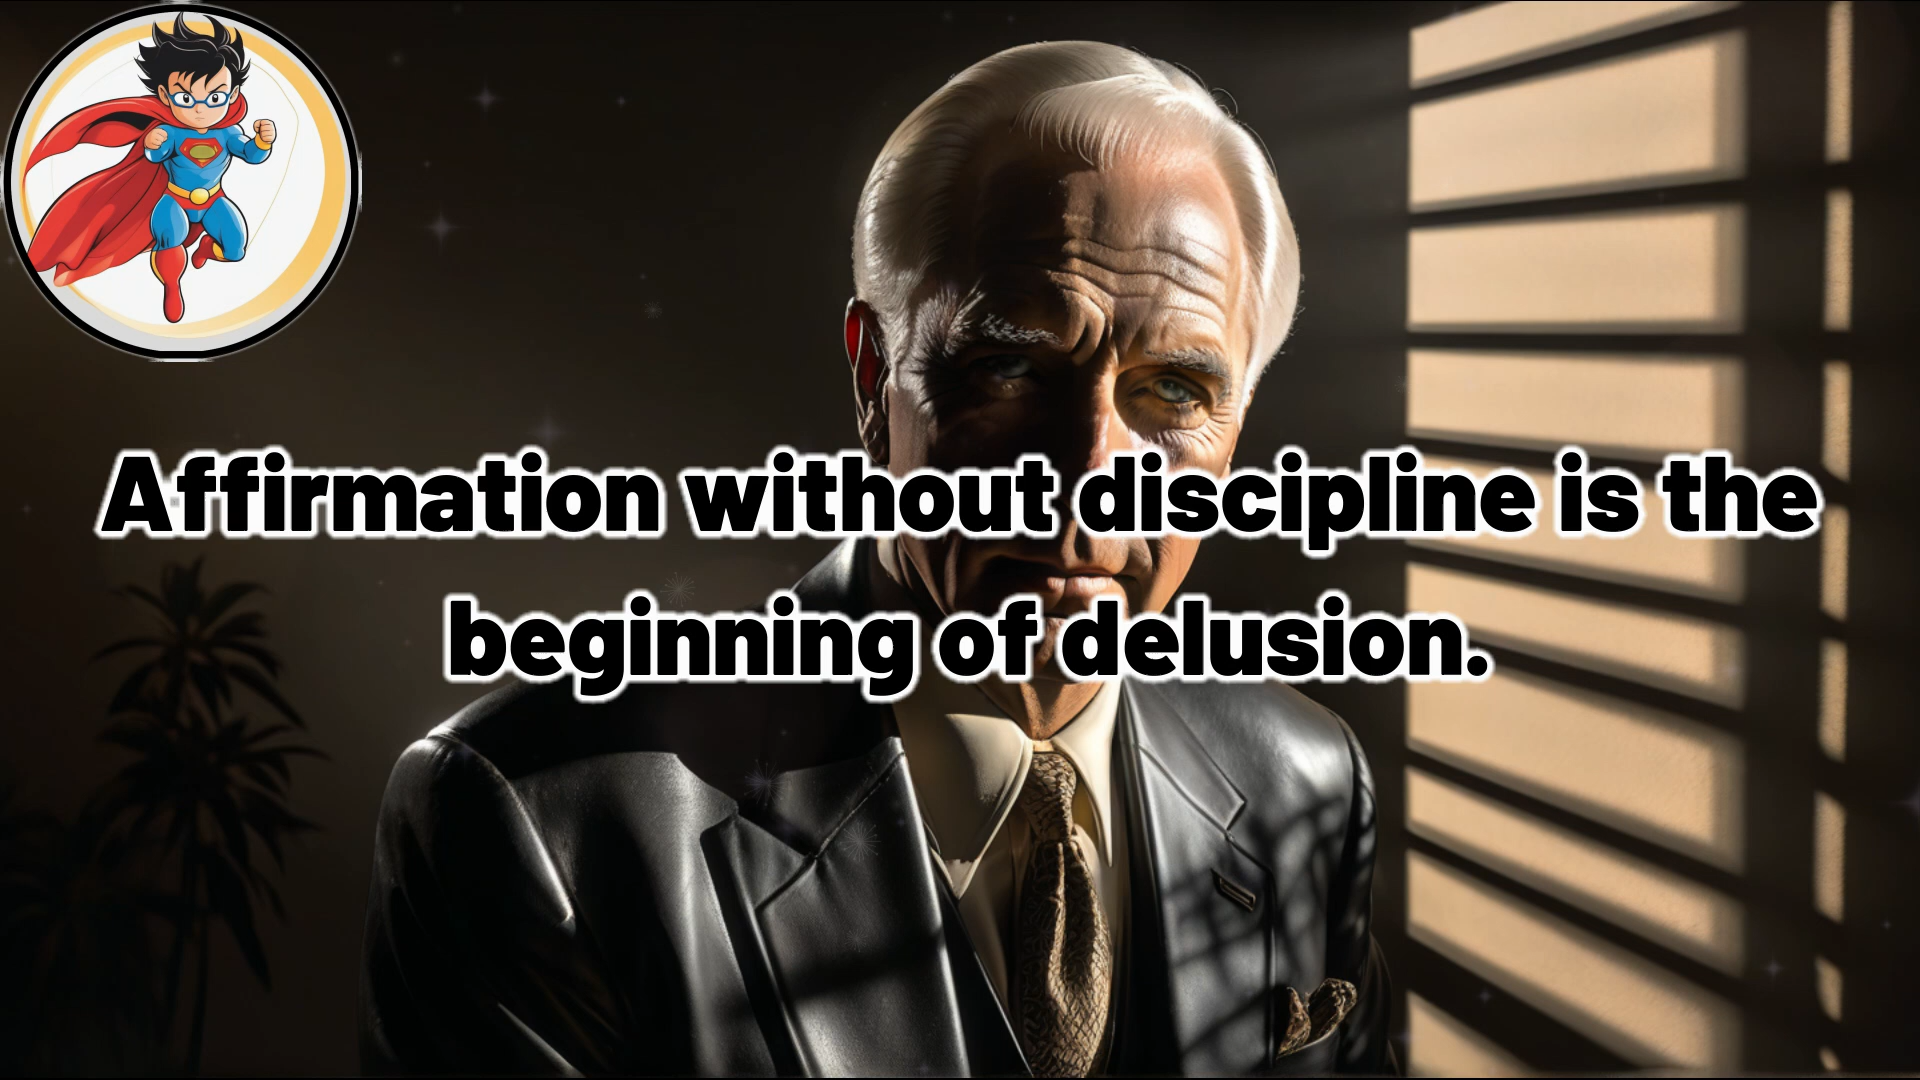 Affirmation without discipline is the
beginning of delusion.